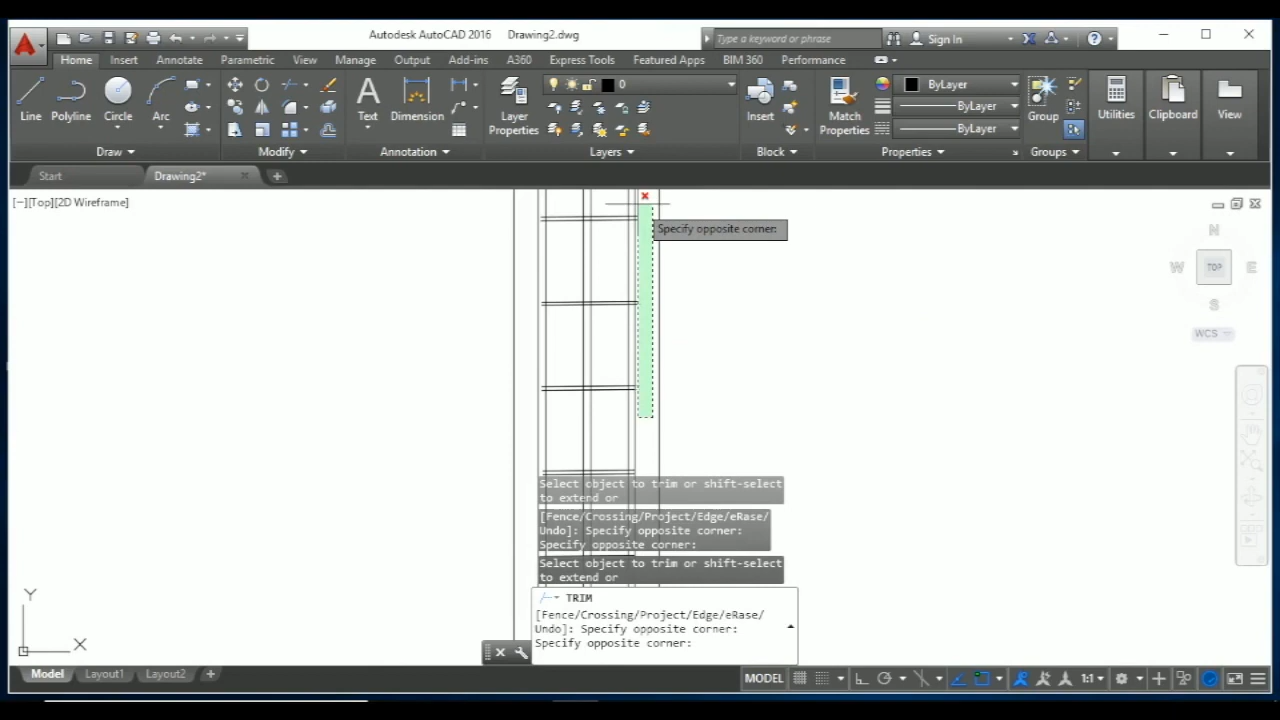 Autodesk AutoCAD 2016 Drawing2.dwg
Type a keyword or phrase
Sign In
Home Insert Annotate Parametric View Manage Output Add-ins A360 Express Tools Featured Apps BIM 360 Performance
0
ByLayer
ByLayer
ByLayer
Line Polyline Circle Arc
Text Dimension
Layer Properties
Insert
Match Properties
Group
Utilities Clipboard View
Draw Modify Annotation Layers Block Properties Groups
Start Drawing2*
[−][Top][2D Wireframe]
N
W TOP E
S
WCS
Specify opposite corner:
Select object to trim or shift-select
to extend or
[Fence/Crossing/Project/Edge/eRase/
Undo]: Specify opposite corner:
Specify opposite corner:
Select object to trim or shift-select
to extend or
TRIM
[Fence/Crossing/Project/Edge/eRase/
Undo]: Specify opposite corner:
Specify opposite corner:
Y
X
Model Layout1 Layout2
MODEL 1:1